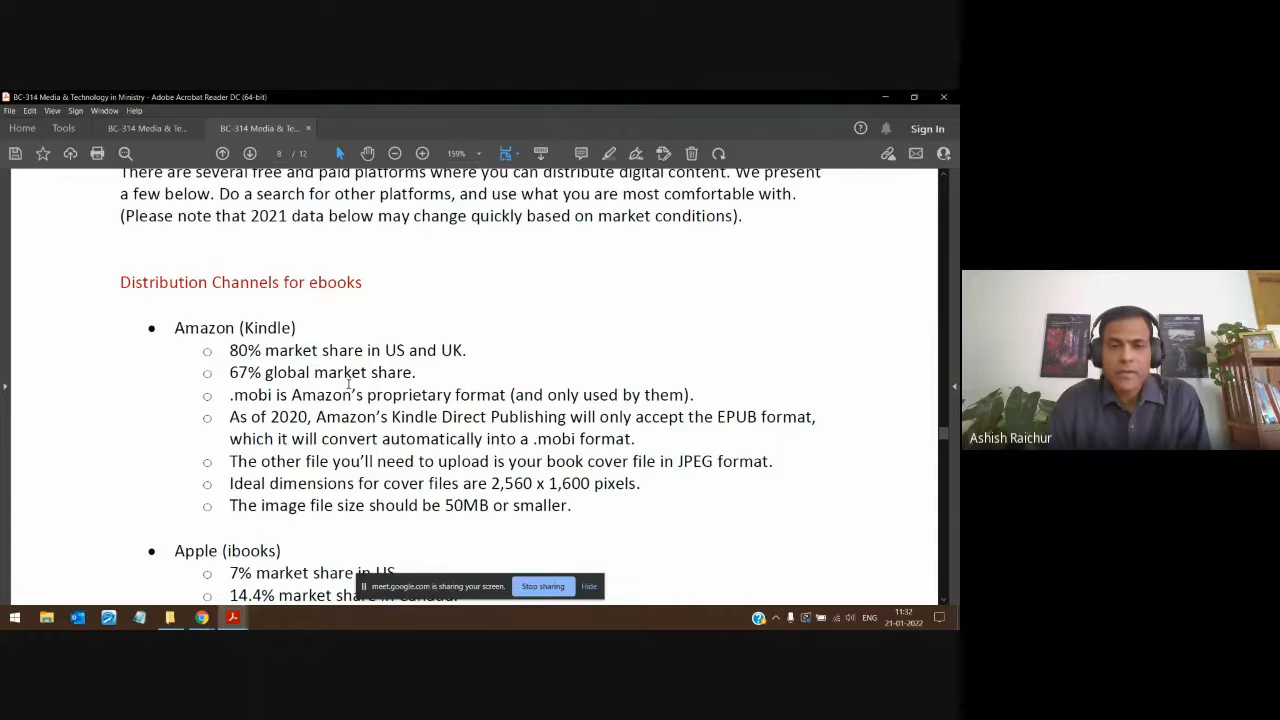 BC-314 Media & Technology in Ministry - Adobe Acrobat Reader DC (64-bit)
File Edit View Sign Window Help
Home Tools BC-314 Media & Te... BC-314 Media & Te... × Sign In
8 / 12 159%
There are several free and paid platforms where you can distribute digital content. We present
a few below. Do a search for other platforms, and use what you are most comfortable with.
(Please note that 2021 data below may change quickly based on market conditions).
Distribution Channels for ebooks
• Amazon (Kindle)
○ 80% market share in US and UK.
○ 67% global market share.
○ .mobi is Amazon’s proprietary format (and only used by them).
○ As of 2020, Amazon’s Kindle Direct Publishing will only accept the EPUB format,
which it will convert automatically into a .mobi format.
○ The other file you’ll need to upload is your book cover file in JPEG format.
○ Ideal dimensions for cover files are 2,560 x 1,600 pixels.
○ The image file size should be 50MB or smaller.
• Apple (ibooks)
○ 7% market share in US.
○ 14.4% market share in Canada.
meet.google.com is sharing your screen. Stop sharing Hide
Ashish Raichur
ENG 11:32
21-01-2022